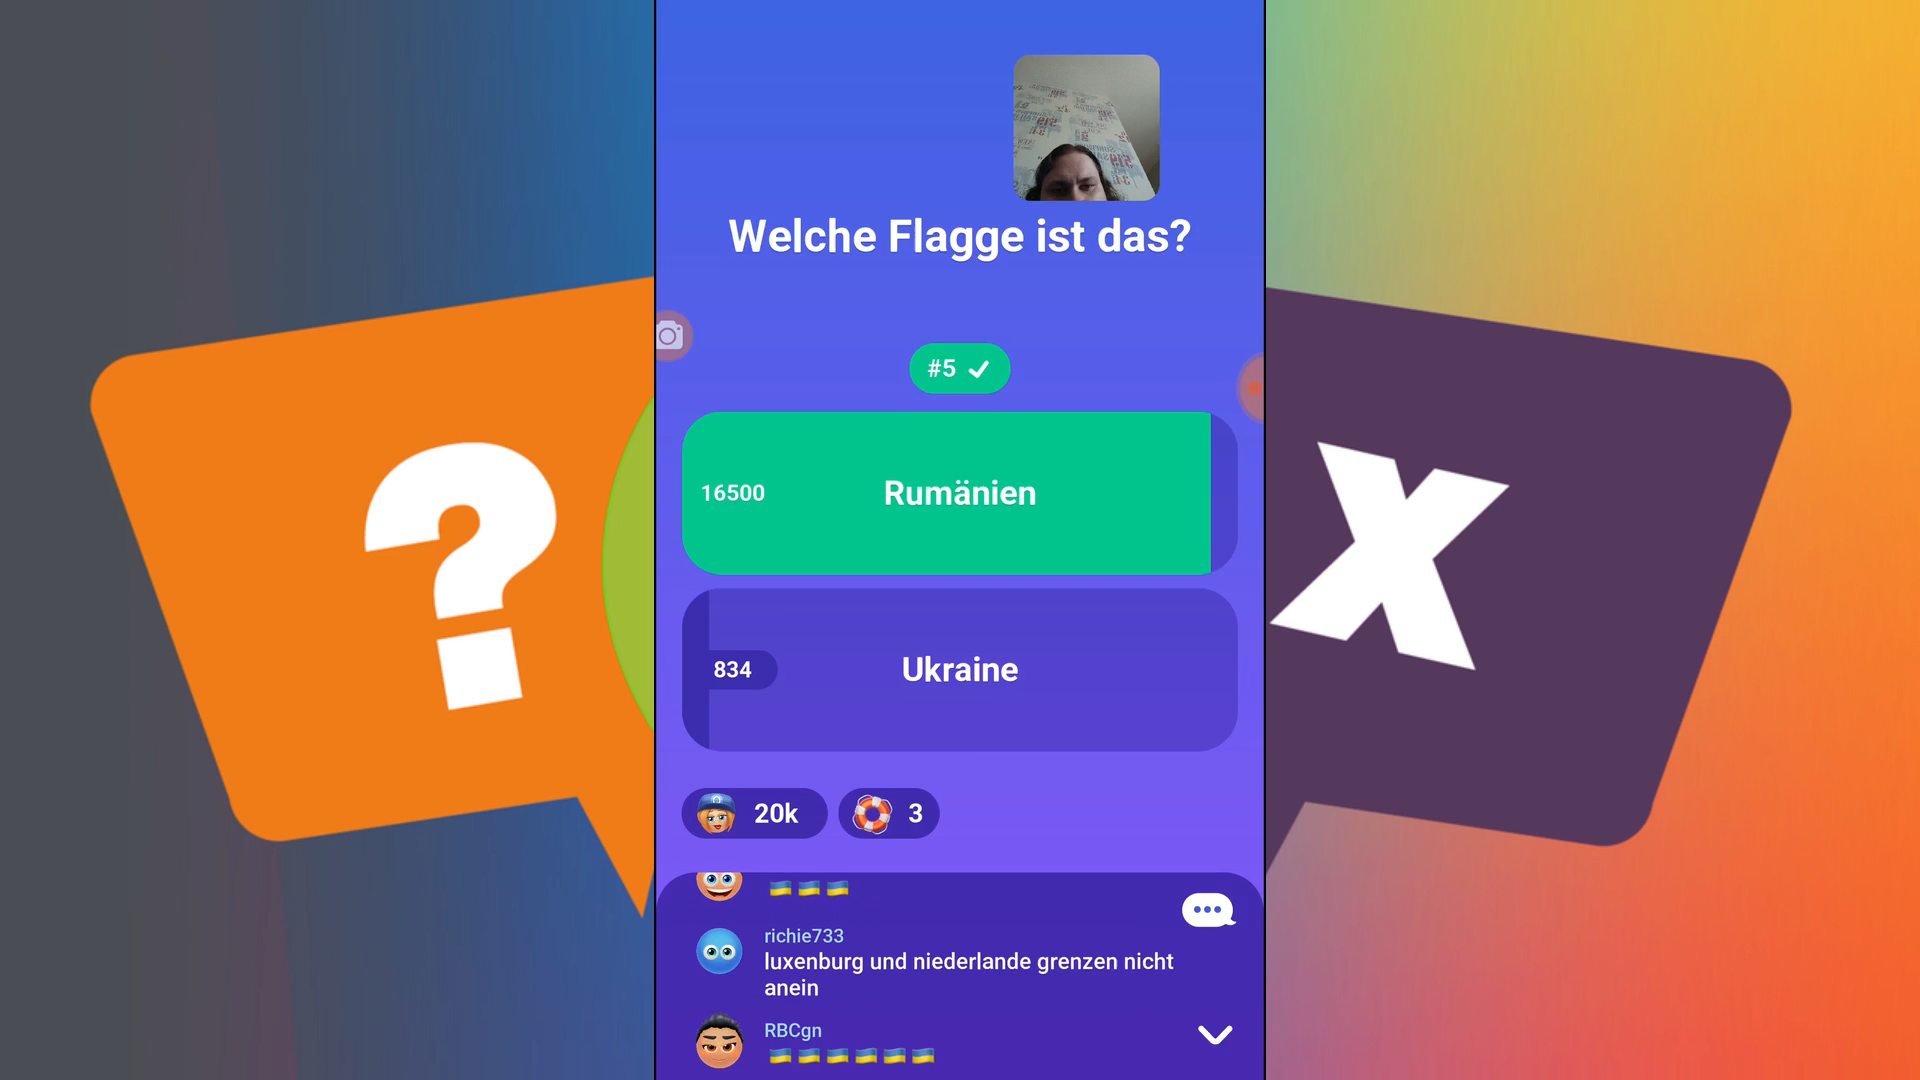 Welche Flagge ist das?
#5
16500
Rumänien
834
Ukraine
20k
3
richie733
luxenburg und niederlande grenzen nicht
anein
RBCgn
?
X